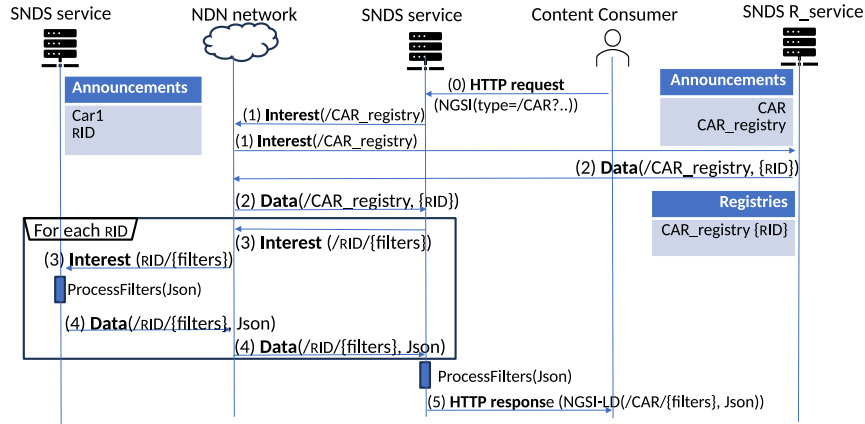 SNDS service
NDN network
SNDS service
Content Consumer
SNDS R_service
Announcements
Car1
RID
(0) HTTP request
(NGSI(type=/CAR?..))
Announcements
CAR
CAR_registry
(1) Interest(/CAR_registry)
(1) Interest(/CAR_registry)
(2) Data(/CAR_registry, {RID})
(2) Data(/CAR_registry, {RID})
Registries
CAR_registry {RID}
For each RID
(3) Interest (/RID/{filters})
(3) Interest (RID/{filters})
ProcessFilters(Json)
(4) Data(/RID/{filters}, Json)
(4) Data(/RID/{filters}, Json)
ProcessFilters(Json)
(5) HTTP response (NGSI-LD(/CAR/{filters}, Json))